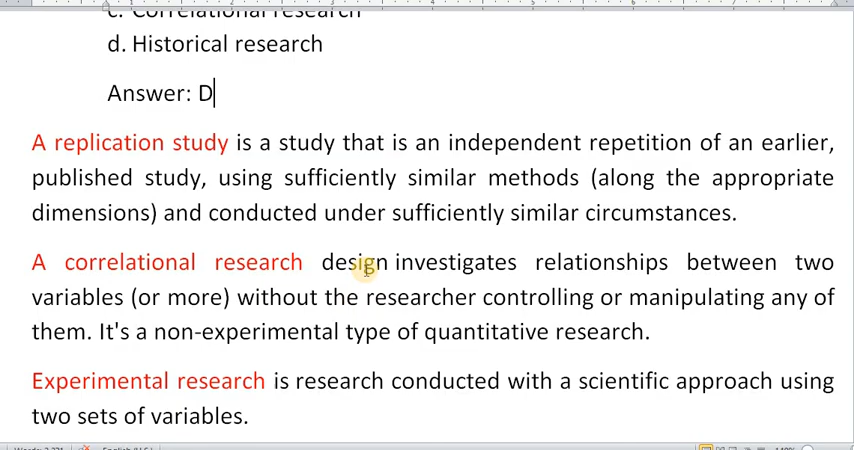 c. Correlational research
d. Historical research
Answer: D
A replication study is a study that is an independent repetition of an earlier,
published study, using sufficiently similar methods (along the appropriate
dimensions) and conducted under sufficiently similar circumstances.
A correlational research design investigates relationships between two
variables (or more) without the researcher controlling or manipulating any of
them. It's a non-experimental type of quantitative research.
Experimental research is research conducted with a scientific approach using
two sets of variables.